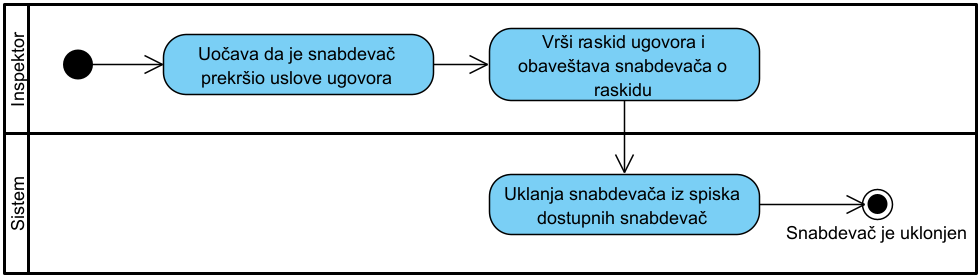 Inspektor
Uočava da je snabdevač
prekršio uslove ugovora
Vrši raskid ugovora i
obaveštava snabdevača o
raskidu
Sistem
Uklanja snabdevača iz spiska
dostupnih snabdevač
Snabdevač je uklonjen